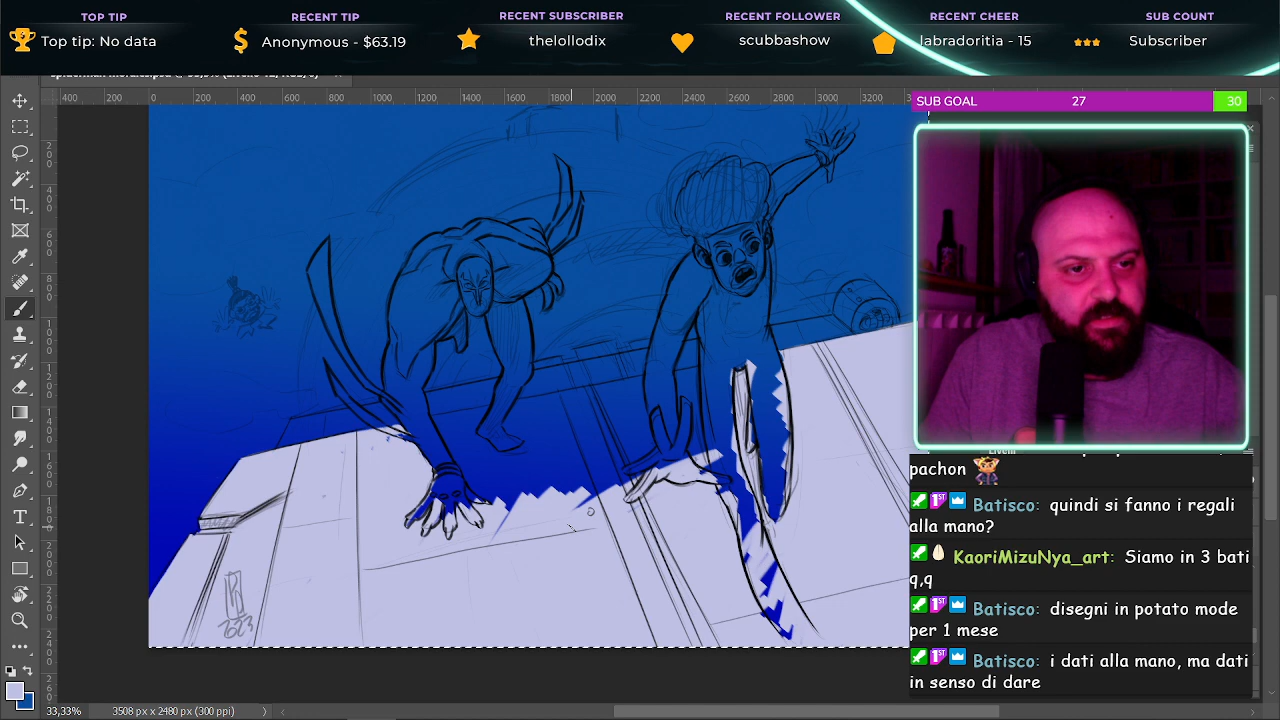 TOP TIP
Top tip: No data
RECENT TIP
Anonymous - $63.19
RECENT SUBSCRIBER
thelollodix
RECENT FOLLOWER
scubbashow
RECENT CHEER
labradoritia - 15
SUB COUNT
Subscriber
SUB GOAL 27 30
400 200 0 200 400 600 800 1000 1200 1400 1600 1800 2000 2200 2400 2600 2800 3000 3200
2023
Livelli
pachon
Batisco: quindi si fanno i regali
alla mano?
KaoriMizuNya_art: Siamo in 3 bati
q,q
Batisco: disegni in potato mode
per 1 mese
Batisco: i dati alla mano, ma dati
in senso di dare
33,33% 3508 px x 2480 px (300 ppi)